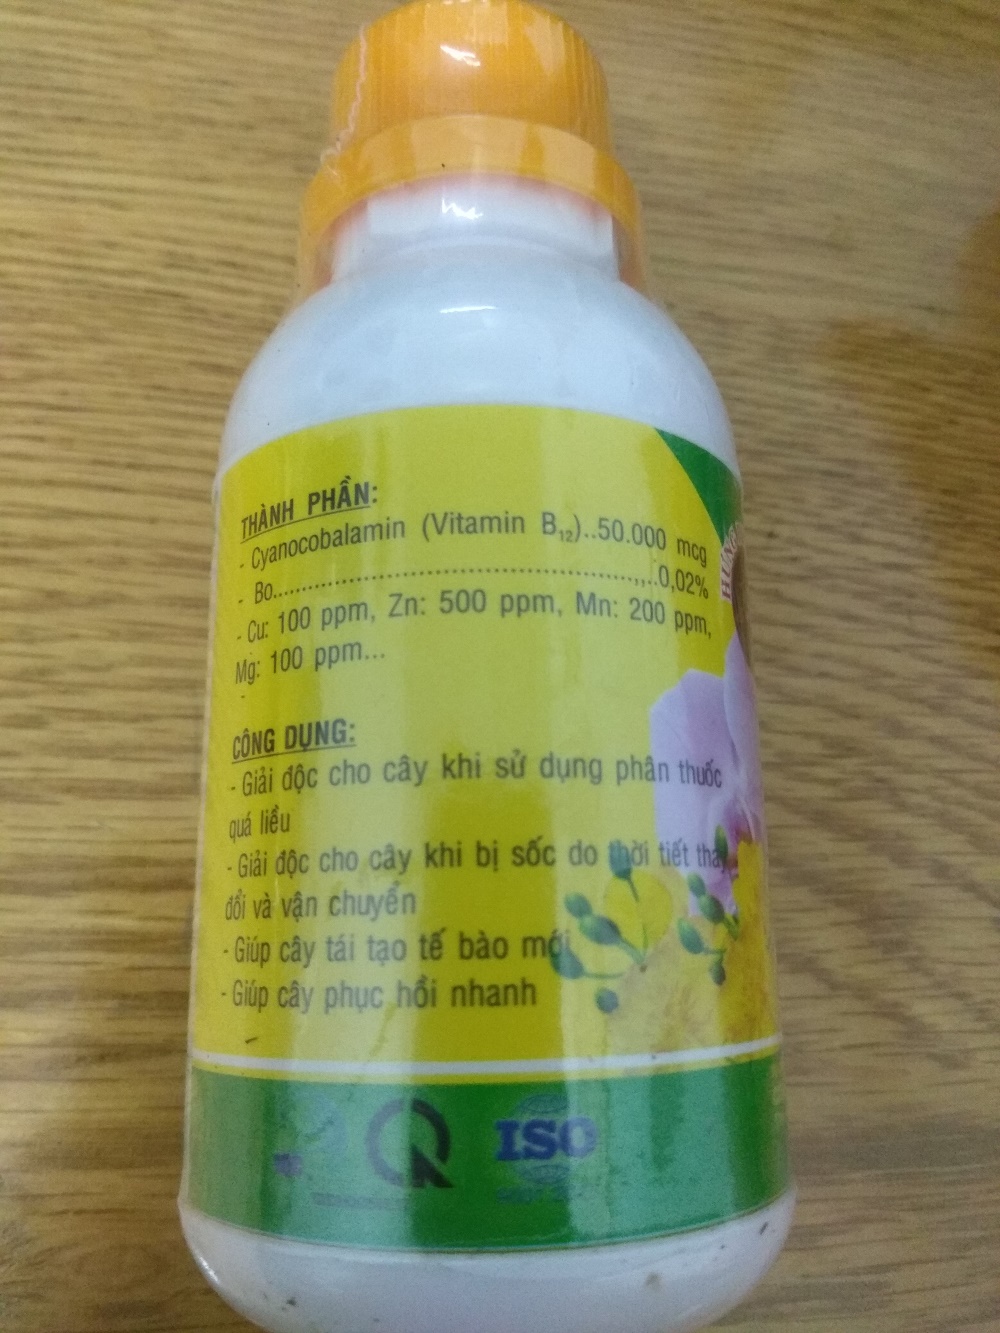 THÀNH PHẦN:
- Cyanocobalamin (Vitamin B₁₂)..50.000 mcg
- Bo..................................................,,..0,02%
- Cu: 100 ppm, Zn: 500 ppm, Mn: 200 ppm,
Mg: 100 ppm...
CÔNG DỤNG:
- Giải độc cho cây khi sử dụng phân thuốc
quá liều
- Giải độc cho cây khi bị sốc do thời tiết thay
đổi và vận chuyển
- Giúp cây tái tạo tế bào mới
- Giúp cây phục hồi nhanh
ISO